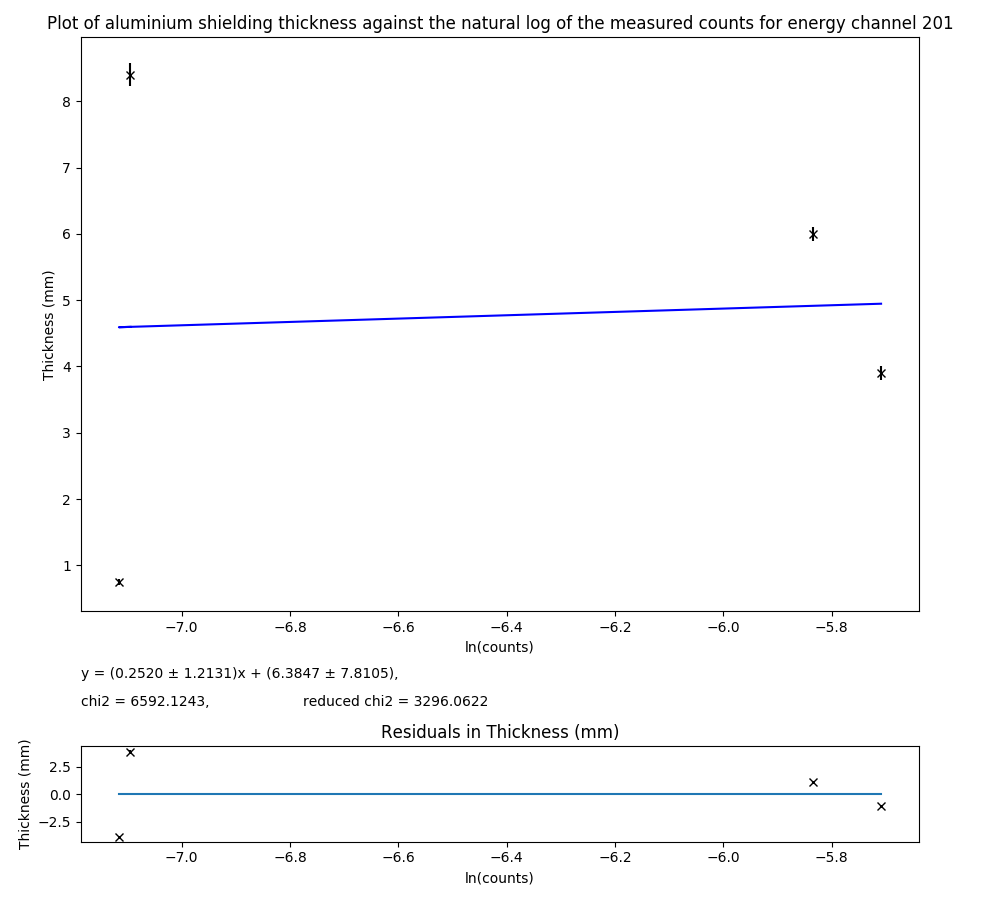 Plot of aluminium shielding thickness against the natural log of the measured counts for energy channel 201
8
7
6
5
4
3
2
1
Thickness (mm)
−7.0 −6.8 −6.6 −6.4 −6.2 −6.0 −5.8
ln(counts)
y = (0.2520 ± 1.2131)x + (6.3847 ± 7.8105),
chi2 = 6592.1243, reduced chi2 = 3296.0622
Residuals in Thickness (mm)
2.5
0.0
−2.5
Thickness (mm)
−7.0 −6.8 −6.6 −6.4 −6.2 −6.0 −5.8
ln(counts)